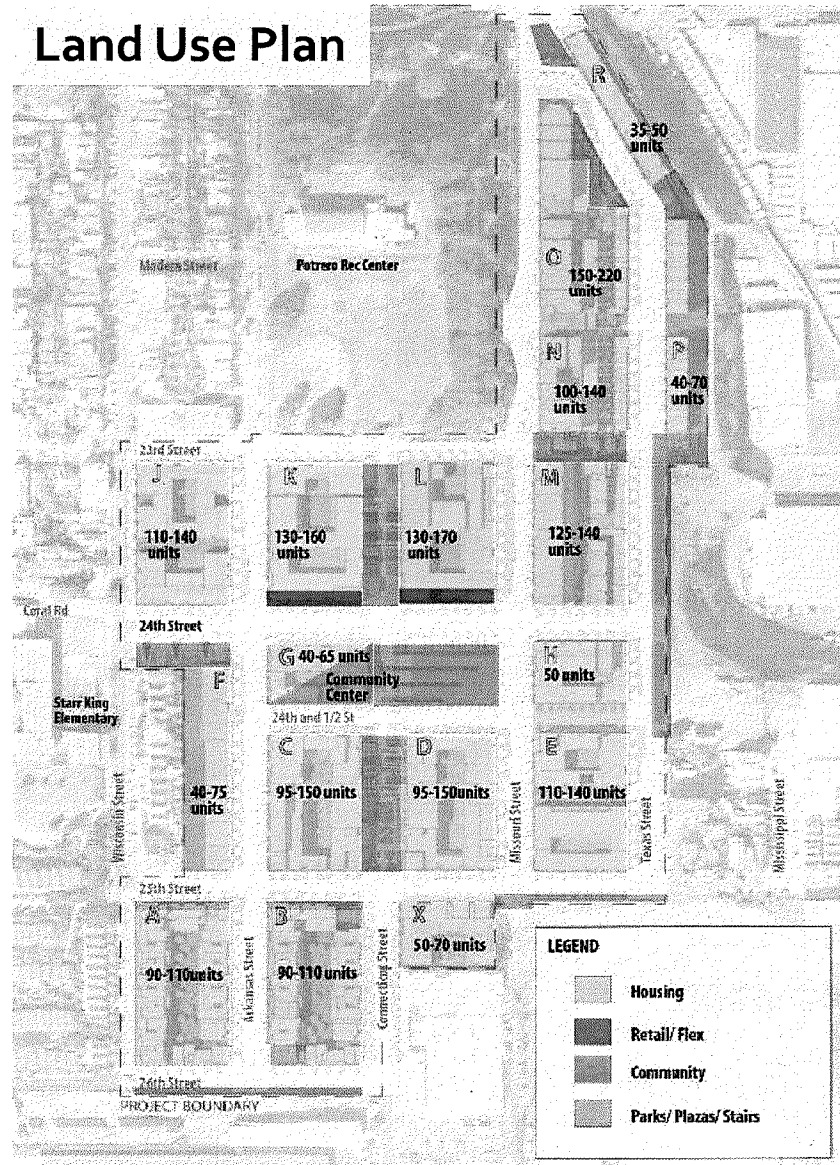 Land Use Plan
R
35-50
units
Madera Street
Potrero Rec Center
O
150-220
units
N
100-140
units
P
40-70
units
23rd Street
J
110-140
units
K
130-160
units
L
130-170
units
M
125-140
units
Coral Rd
24th Street
G 40-65 units
Community
Center
H
50 units
F
Starr King
Elementary
24th and 1/2 St
C
D
E
40-75
units
95-150 units
95-150units
110-140 units
Wisconsin Street
Missouri Street
Texas Street
Mississippi Street
25th Street
A
B
X
90-110units
90-110 units
50-70 units
Arkansas Street
Connecticut Street
26th Street
PROJECT BOUNDARY
LEGEND
Housing
Retail/ Flex
Community
Parks/ Plazas/ Stairs